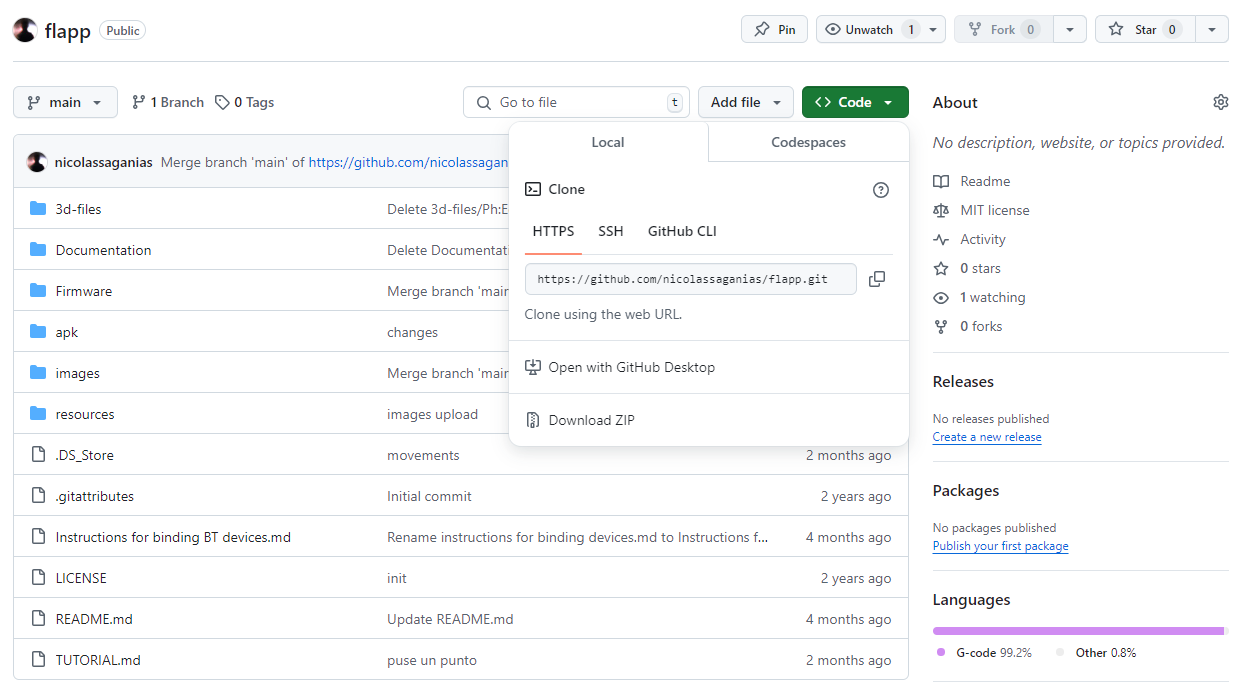 flapp Public
Pin
Unwatch 1
Fork 0
Star 0
main
1 Branch
0 Tags
Go to file t
Add file
<> Code
nicolassaganias Merge branch 'main' of https://github.com/nicolassagan
3d-files Delete 3d-files/Ph:E
Documentation Delete Documentati
Firmware Merge branch 'main
apk changes
images Merge branch 'main
resources images upload
.DS_Store movements 2 months ago
.gitattributes Initial commit 2 years ago
Instructions for binding BT devices.md Rename instructions for binding devices.md to Instructions f... 4 months ago
LICENSE init 2 years ago
README.md Update README.md 4 months ago
TUTORIAL.md puse un punto 2 months ago
Local Codespaces
Clone
HTTPS SSH GitHub CLI
https://github.com/nicolassaganias/flapp.git
Clone using the web URL.
Open with GitHub Desktop
Download ZIP
About
No description, website, or topics provided.
Readme
MIT license
Activity
0 stars
1 watching
0 forks
Releases
No releases published
Create a new release
Packages
No packages published
Publish your first package
Languages
G-code 99.2% Other 0.8%